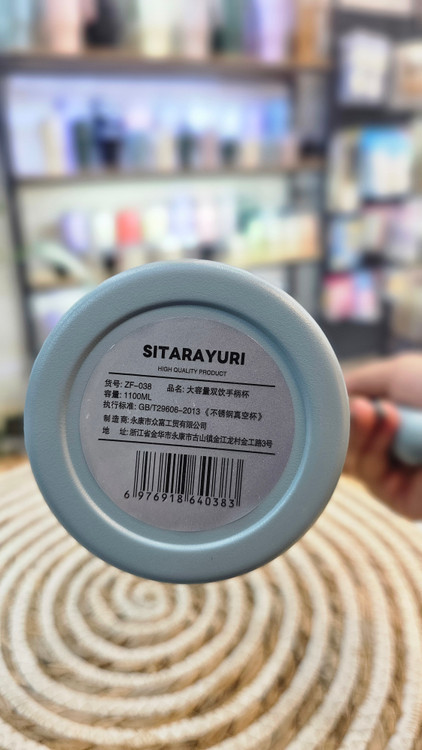 SITARAYURI
HIGH QUALITY PRODUCT
货号: ZF-038 品名: 大容量双饮手柄杯
容量: 1100ML
执行标准: GB/T29606-2013《不锈钢真空杯》
制造商: 永康市众富工贸有限公司
地 址: 浙江省金华市永康市古山镇金江龙村金工路3号
6 976918 640383